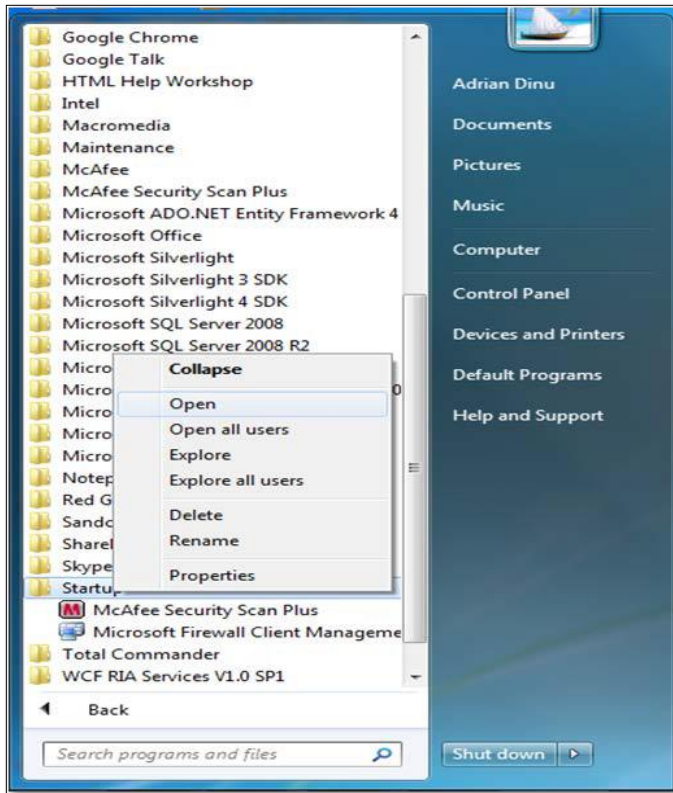 Google Chrome
Google Talk
HTML Help Workshop
Intel
Macromedia
Maintenance
McAfee
McAfee Security Scan Plus
Microsoft ADO.NET Entity Framework 4
Microsoft Office
Microsoft Silverlight
Microsoft Silverlight 3 SDK
Microsoft Silverlight 4 SDK
Microsoft SQL Server 2008
Microsoft SQL Server 2008 R2
Micro
Micro
Micro
Micro
Micro
Notep
Red G
Sandc
Share
Skype
Startup
McAfee Security Scan Plus
Microsoft Firewall Client Manageme
Total Commander
WCF RIA Services V1.0 SP1
Back
Search programs and files
Collapse
Open
Open all users
Explore
Explore all users
Delete
Rename
Properties
Adrian Dinu
Documents
Pictures
Music
Computer
Control Panel
Devices and Printers
Default Programs
Help and Support
Shut down